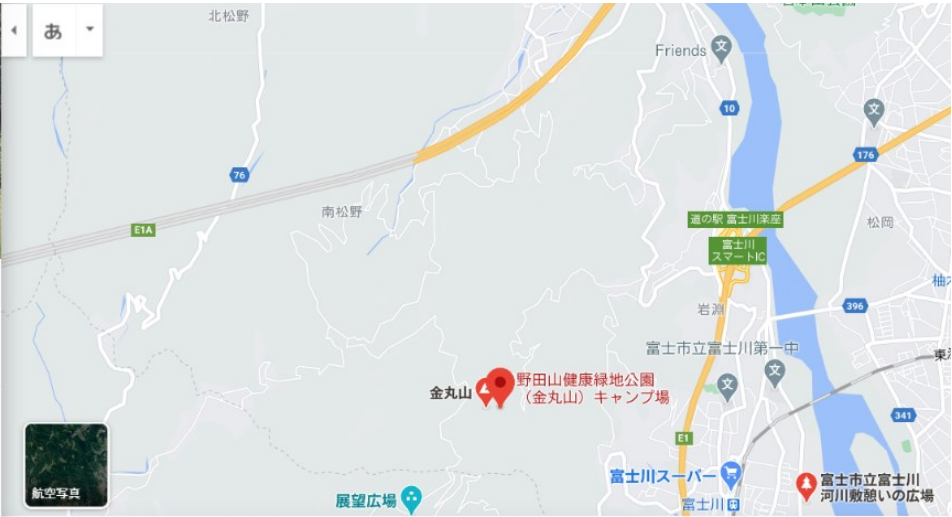 あ
北松野
Friends
文
10
文
176
76
道の駅 富士川楽座
南松野
松岡
E1A
富士川
スマートIC
岩淵
396
富士市立富士川第一中
文
文
野田山健康緑地公園
(金丸山) キャンプ場
金丸山
341
E1
富士川スーパー
富士市立富士川
河川敷憩いの広場
航空写真
展望広場
富士川